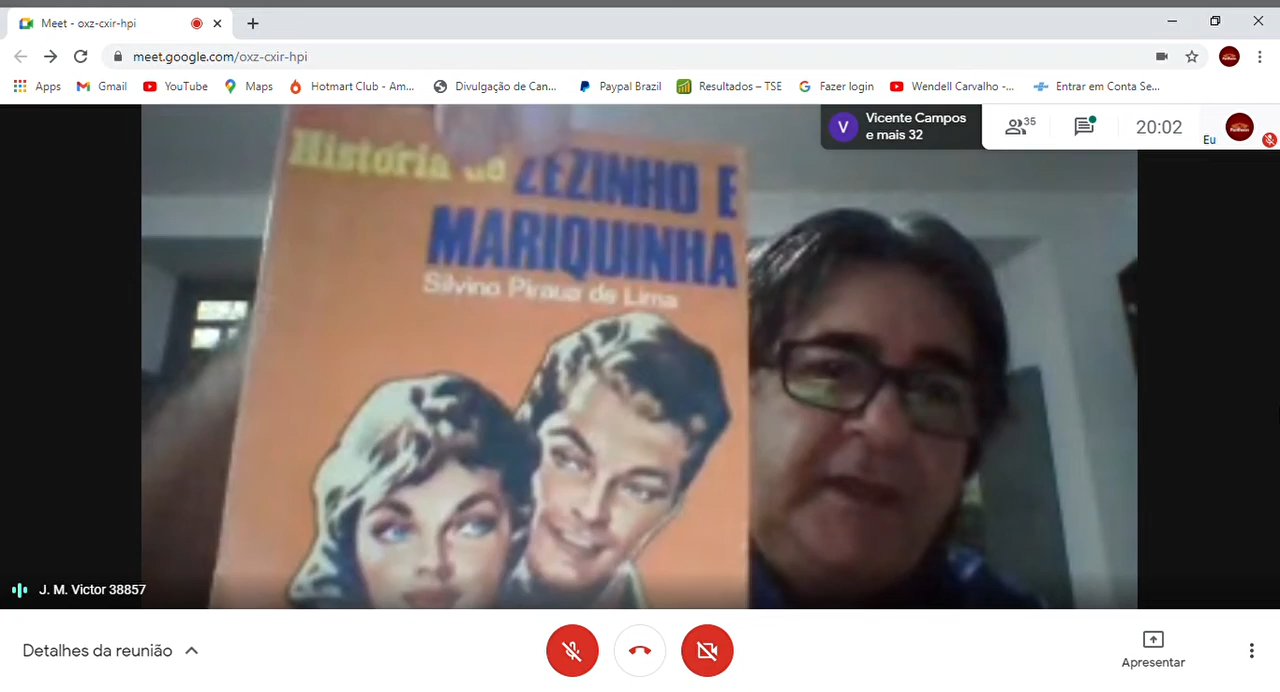 Meet - oxz-cxir-hpi
meet.google.com/oxz-cxir-hpi
Apps
Gmail
YouTube
Maps
Hotmart Club - Am...
Divulgação de Can...
Paypal Brazil
Resultados – TSE
Fazer login
Wendell Carvalho -...
Entrar em Conta Se...
V
Vicente Campos
e mais 32
35
20:02
Eu
História do ZEZINHO E
MARIQUINHA
Silvino Piraua de Lima
J. M. Victor 38857
Detalhes da reunião
Apresentar